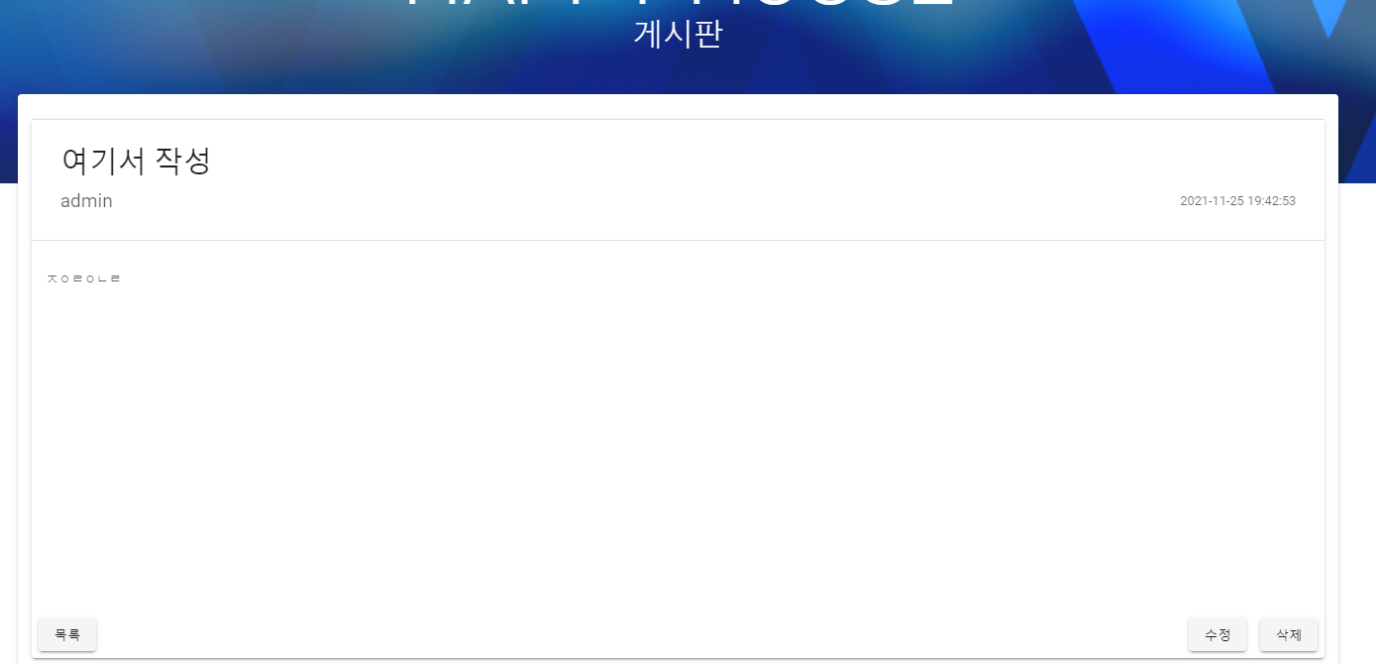 게시판
여기서 작성
admin
2021-11-25 19:42:53
ㅈㅇㄹㅇㄴㄹ
목록
수정
삭제